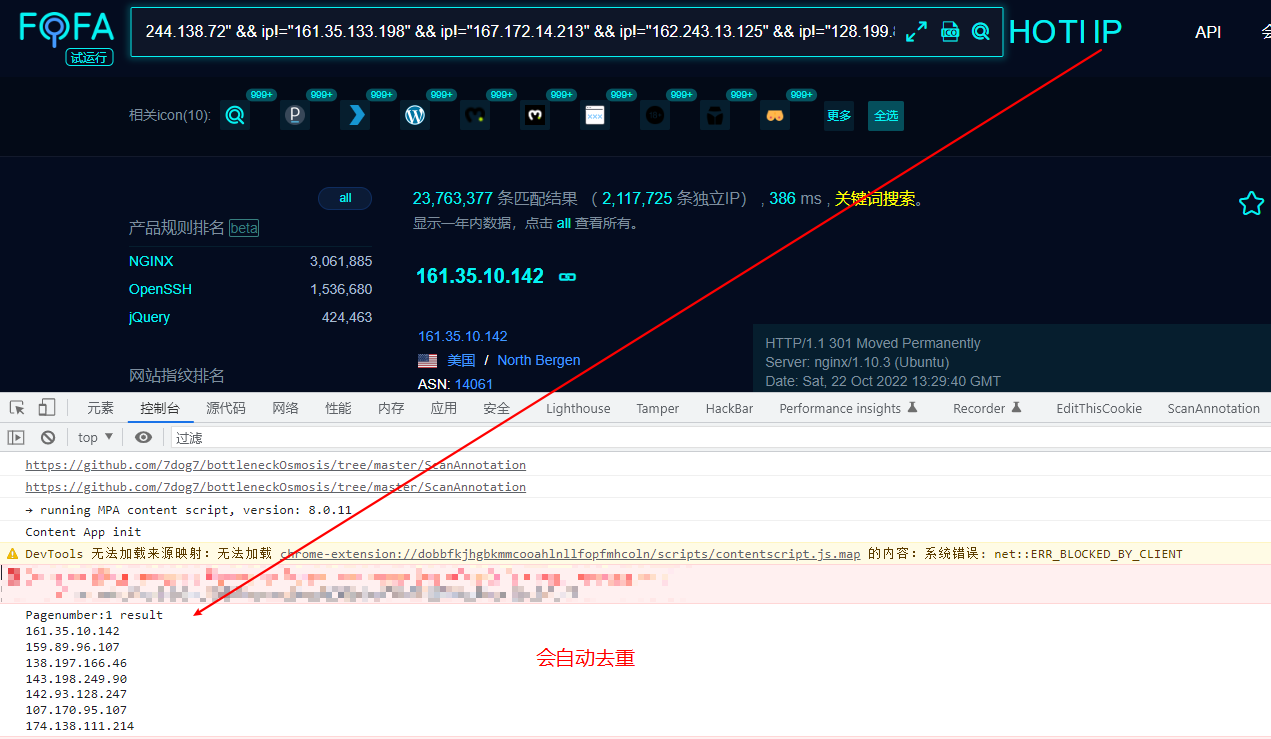 FOFA
试运行
244.138.72" && ip!="161.35.133.198" && ip!="167.172.14.213" && ip!="162.243.13.125" && ip!="128.199.8
HOTI IP
API
相关icon(10):
999+ 999+ 999+ 999+ 999+ 999+ 999+ 999+ 999+ 999+
更多
全选
all
23,763,377 条匹配结果 ( 2,117,725 条独立IP) , 386 ms , 关键词搜索。
显示一年内数据，点击 all 查看所有。
产品规则排名 beta
NGINX 3,061,885
OpenSSH 1,536,680
jQuery 424,463
网站指纹排名
161.35.10.142
161.35.10.142
美国 / North Bergen
ASN: 14061
HTTP/1.1 301 Moved Permanently
Server: nginx/1.10.3 (Ubuntu)
Date: Sat, 22 Oct 2022 13:29:40 GMT
元素 控制台 源代码 网络 性能 内存 应用 安全 Lighthouse Tamper HackBar Performance insights Recorder EditThisCookie ScanAnnotation
top ▼ 过滤
https://github.com/7dog7/bottleneckOsmosis/tree/master/ScanAnnotation
https://github.com/7dog7/bottleneckOsmosis/tree/master/ScanAnnotation
→ running MPA content script, version: 8.0.11
Content App init
DevTools 无法加载来源映射：无法加载 chrome-extension://dobbfkjhgbkmmcooahlnllfopfmhcoln/scripts/contentscript.js.map 的内容：系统错误：net::ERR_BLOCKED_BY_CLIENT
Pagenumber:1 result
161.35.10.142
159.89.96.107
138.197.166.46
143.198.249.90
142.93.128.247
107.170.95.107
174.138.111.214
会自动去重